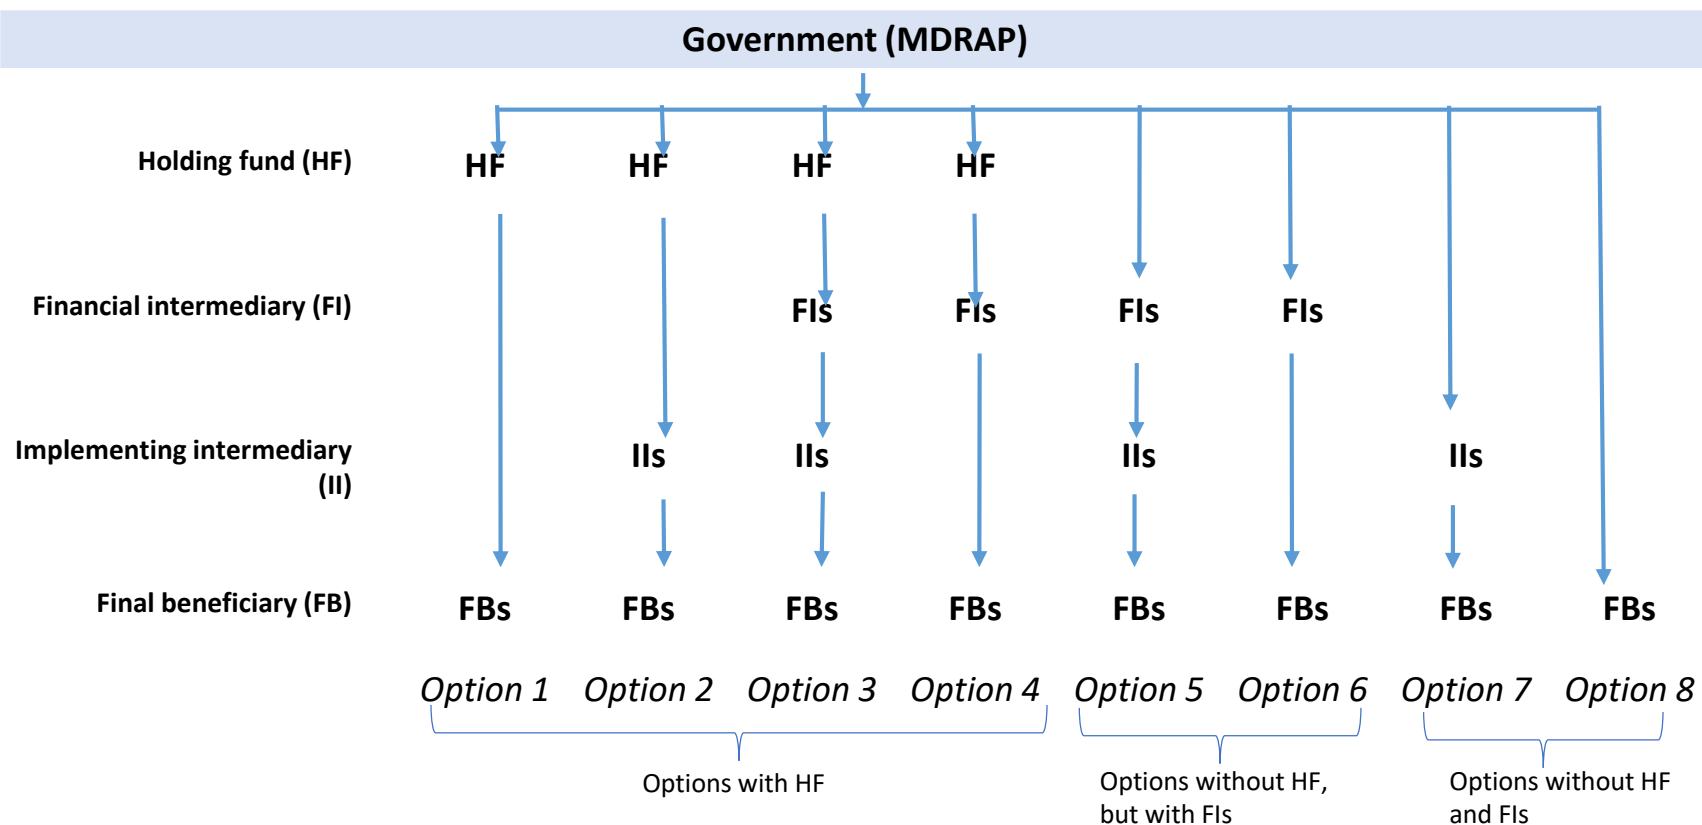 Government (MDRAP)
Holding fund (HF)
HF HF HF HF
Financial intermediary (FI)
FIs FIs FIs FIs
Implementing intermediary
(II)
IIs IIs IIs IIs
Final beneficiary (FB)
FBs FBs FBs FBs FBs FBs FBs FBs
Option 1 Option 2 Option 3 Option 4 Option 5 Option 6 Option 7 Option 8
Options with HF
Options without HF,
but with FIs
Options without HF
and FIs